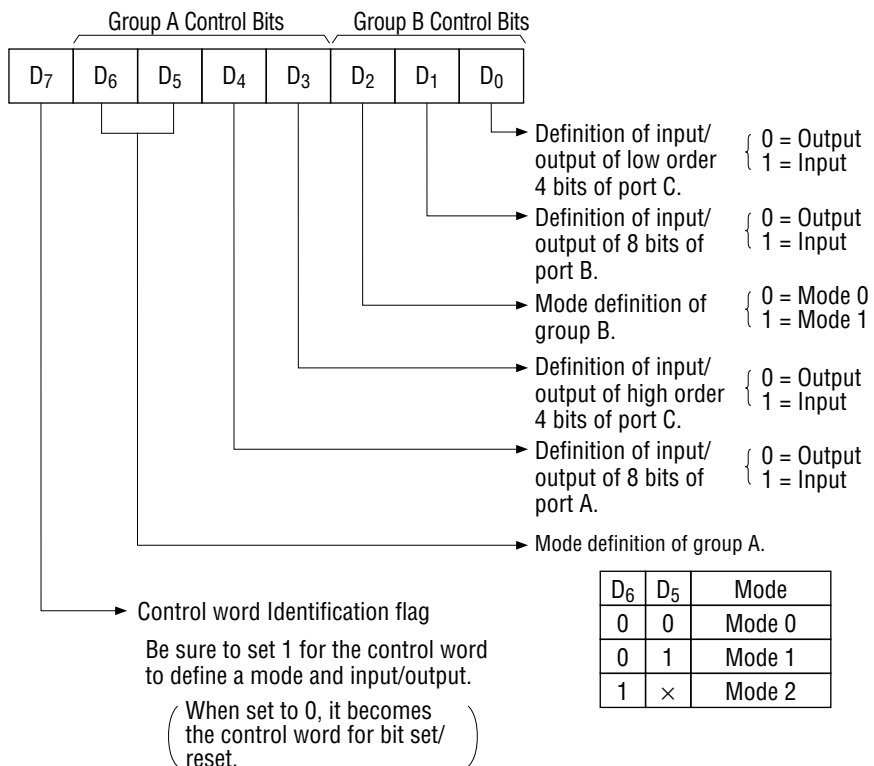 Group A Control Bits Group B Control Bits
D7 D6 D5 D4 D3 D2 D1 D0
Definition of input/
output of low order
4 bits of port C.
0 = Output
1 = Input
Definition of input/
output of 8 bits of
port B.
0 = Output
1 = Input
Mode definition of
group B.
0 = Mode 0
1 = Mode 1
Definition of input/
output of high order
4 bits of port C.
0 = Output
1 = Input
Definition of input/
output of 8 bits of
port A.
0 = Output
1 = Input
Mode definition of group A.
D6 D5 Mode
0 0 Mode 0
0 1 Mode 1
1 × Mode 2
Control word Identification flag
Be sure to set 1 for the control word
to define a mode and input/output.
When set to 0, it becomes
the control word for bit set/
reset.